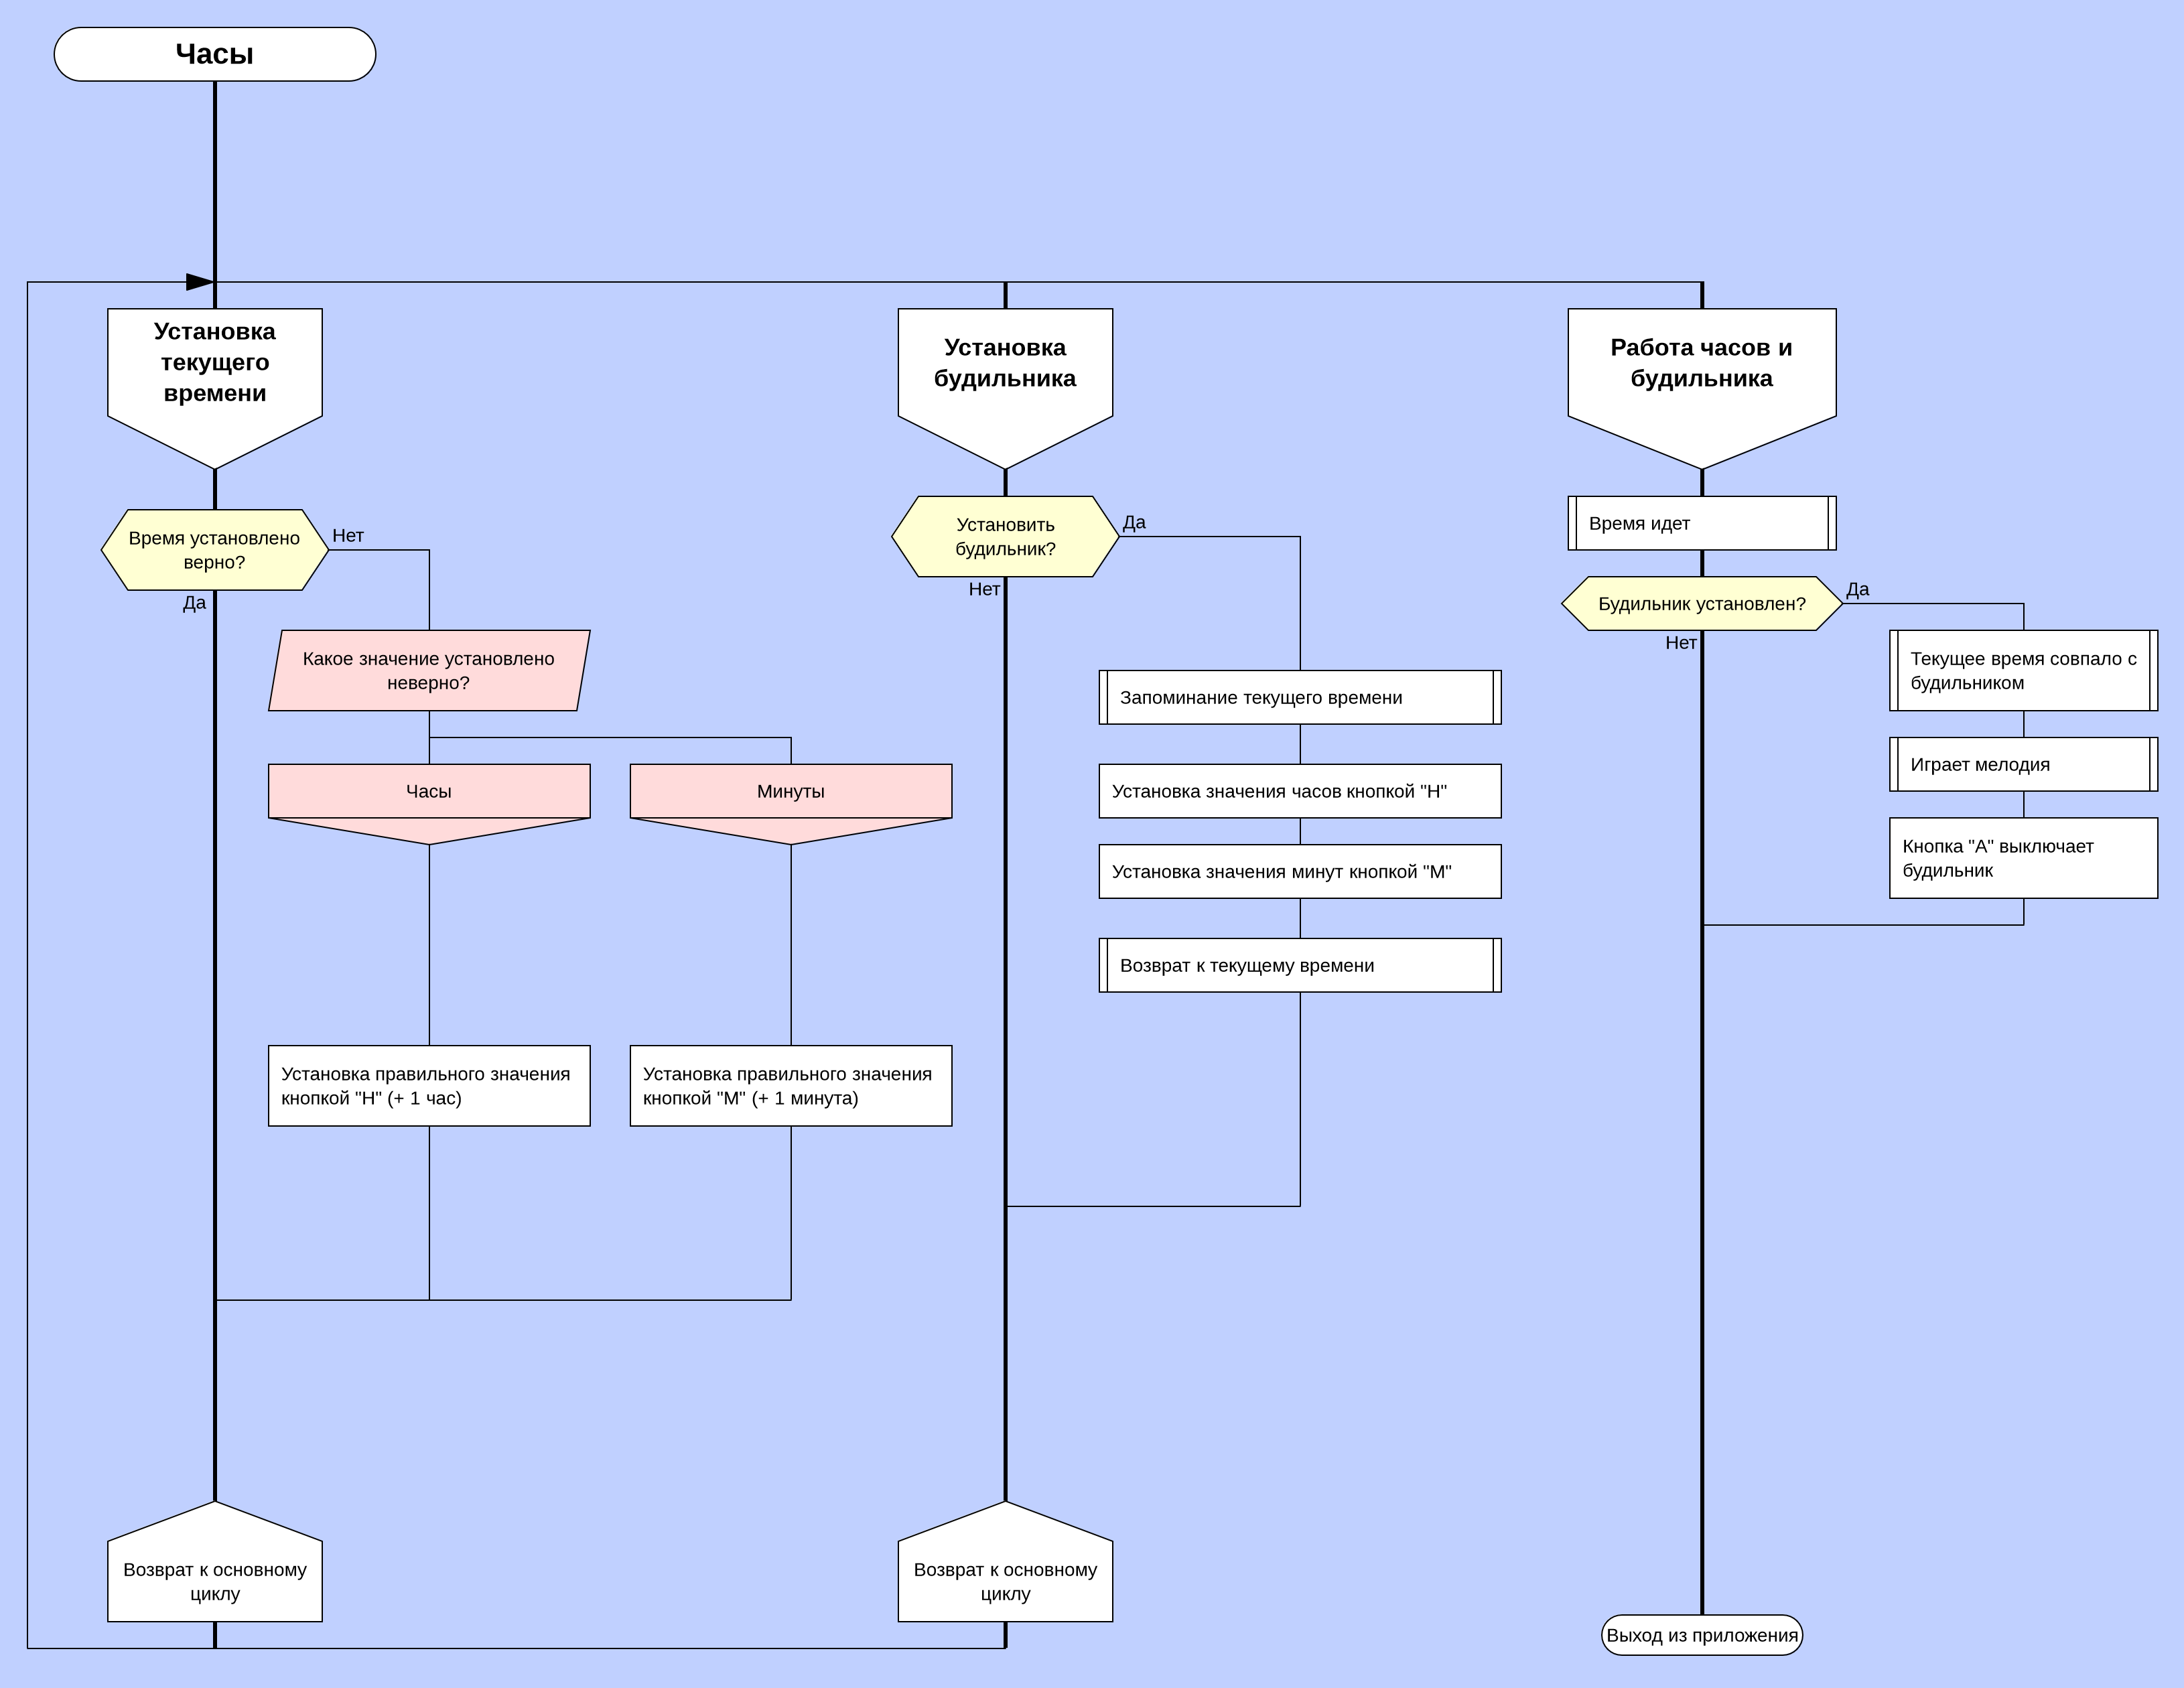 Часы
Установка
текущего
времени
Время установлено
верно?
Нет
Да
Какое значение установлено
неверно?
Часы
Минуты
Установка правильного значения
кнопкой "Н" (+ 1 час)
Установка правильного значения
кнопкой "М" (+ 1 минута)
Возврат к основному
циклу
Установка
будильника
Установить
будильник?
Да
Нет
Запоминание текущего времени
Установка значения часов кнопкой "Н"
Установка значения минут кнопкой "М"
Возврат к текущему времени
Возврат к основному
циклу
Работа часов и
будильника
Время идет
Будильник установлен?
Да
Нет
Текущее время совпало с
будильником
Играет мелодия
Кнопка "А" выключает
будильник
Выход из приложения